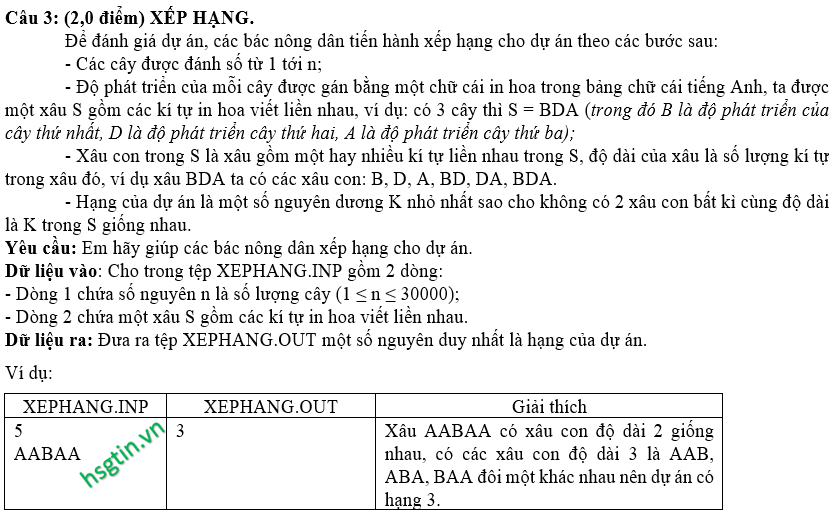 Câu 3: (2,0 điểm) XẾP HẠNG.
Để đánh giá dự án, các bác nông dân tiến hành xếp hạng cho dự án theo các bước sau:
- Các cây được đánh số từ 1 tới n;
- Độ phát triển của mỗi cây được gán bằng một chữ cái in hoa trong bảng chữ cái tiếng Anh, ta được
một xâu S gồm các kí tự in hoa viết liền nhau, ví dụ: có 3 cây thì S = BDA (trong đó B là độ phát triển của
cây thứ nhất, D là độ phát triển cây thứ hai, A là độ phát triển cây thứ ba);
- Xâu con trong S là xâu gồm một hay nhiều kí tự liền nhau trong S, độ dài của xâu là số lượng kí tự
trong xâu đó, ví dụ xâu BDA ta có các xâu con: B, D, A, BD, DA, BDA.
- Hạng của dự án là một số nguyên dương K nhỏ nhất sao cho không có 2 xâu con bất kì cùng độ dài
là K trong S giống nhau.
Yêu cầu: Em hãy giúp các bác nông dân xếp hạng cho dự án.
Dữ liệu vào: Cho trong tệp XEPHANG.INP gồm 2 dòng:
- Dòng 1 chứa số nguyên n là số lượng cây (1 ≤ n ≤ 30000);
- Dòng 2 chứa một xâu S gồm các kí tự in hoa viết liền nhau.
Dữ liệu ra: Đưa ra tệp XEPHANG.OUT một số nguyên duy nhất là hạng của dự án.
Ví dụ:
XEPHANG.INP XEPHANG.OUT Giải thích
5 3 Xâu AABAA có xâu con độ dài 2 giống
AABAA nhau, có các xâu con độ dài 3 là AAB,
ABA, BAA đôi một khác nhau nên dự án có
hạng 3.
hsgtin.vn